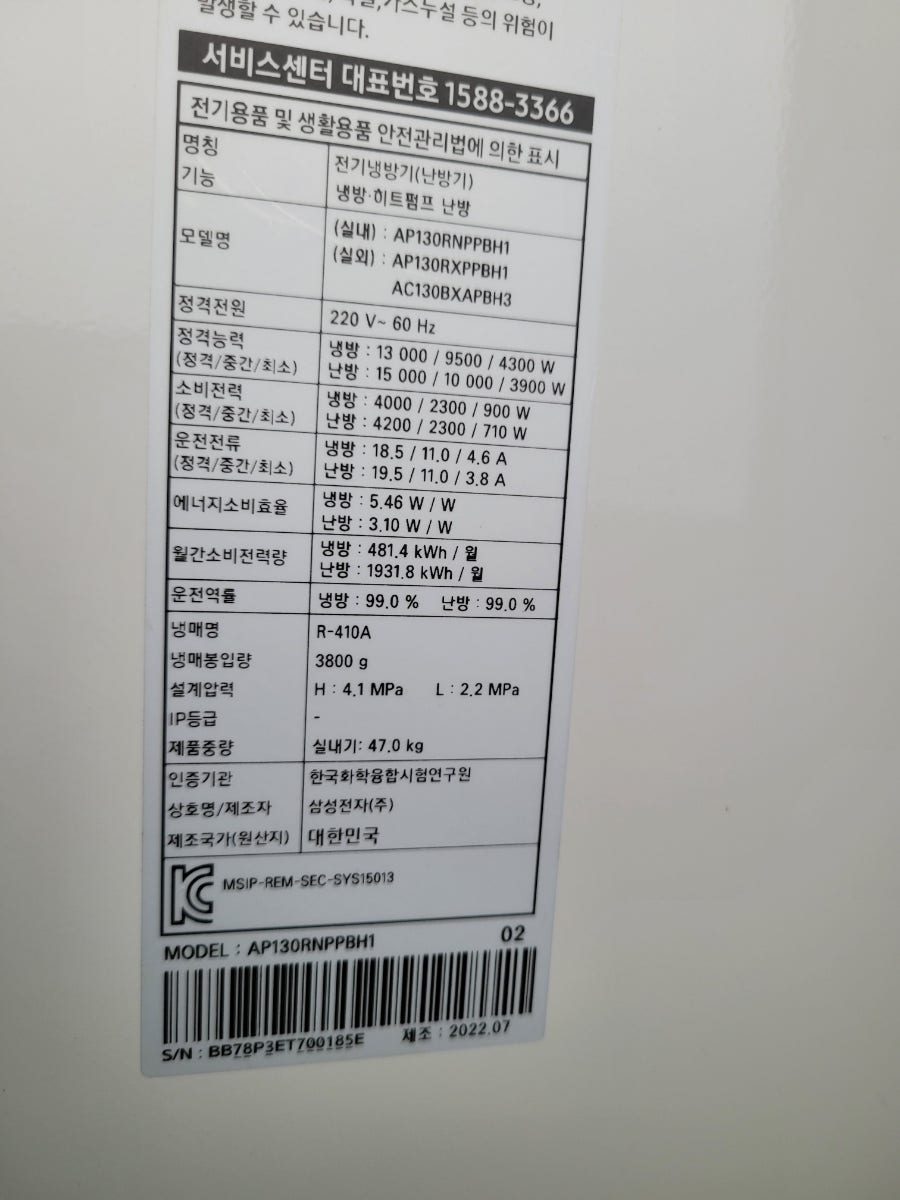 가스누설 등의 위험이
발생할 수 있습니다.
서비스센터 대표번호 1588-3366
전기용품 및 생활용품 안전관리법에 의한 표시
명칭 전기냉방기(난방기)
기능 냉방·히트펌프 난방
모델명 (실내) : AP130RNPPBH1
(실외) : AP130RXPPBH1
AC130BXAPBH3
정격전원 220 V~ 60 Hz
정격능력 냉방 : 13 000 / 9500 / 4300 W
(정격/중간/최소) 난방 : 15 000 / 10 000 / 3900 W
소비전력 냉방 : 4000 / 2300 / 900 W
(정격/중간/최소) 난방 : 4200 / 2300 / 710 W
운전전류 냉방 : 18.5 / 11.0 / 4.6 A
(정격/중간/최소) 난방 : 19.5 / 11.0 / 3.8 A
에너지소비효율 냉방 : 5.46 W / W
난방 : 3.10 W / W
월간소비전력량 냉방 : 481.4 kWh / 월
난방 : 1931.8 kWh / 월
운전역률 냉방 : 99.0 % 난방 : 99.0 %
냉매명 R-410A
냉매봉입량 3800 g
설계압력 H : 4.1 MPa L : 2.2 MPa
IP등급 -
제품중량 실내기: 47.0 kg
인증기관 한국화학융합시험연구원
상호명/제조자 삼성전자(주)
제조국가(원산지) 대한민국
MSIP-REM-SEC-SYS15013
MODEL : AP130RNPPBH1 02
S/N : BB78P3ET700185E 제조 : 2022.07